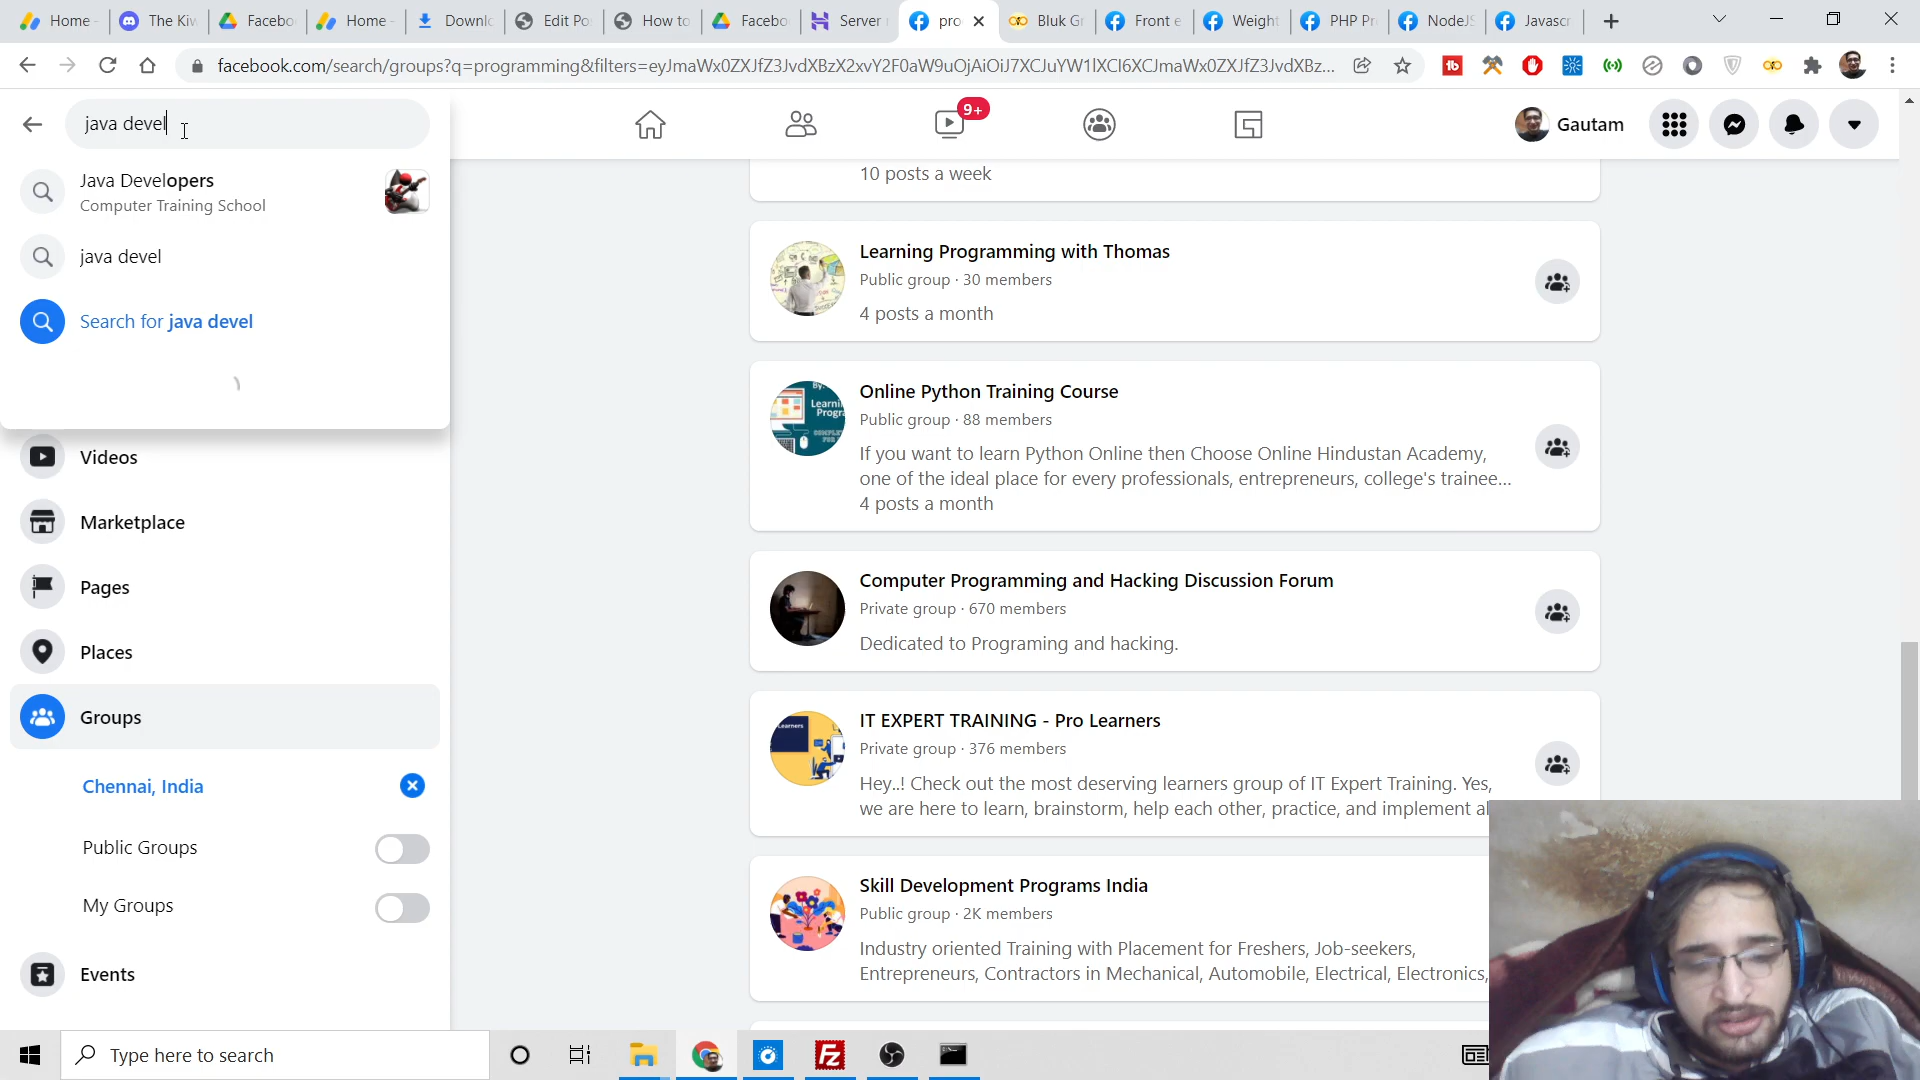 Home
The Kiw
Facebo
Home
Downlc
Edit Po
How to
Facebo
Server
pro
Bluk Gr
Front e
Weight
PHP Pr
NodeJS
Javascr
facebook.com/search/groups?q=programming&filters=eyJmaWx0ZXJfZ3JvdXBzX2xvY2F0aW9uOjAiOiJ7XCJuYW1lXCI6XCJmaWx0ZXJfZ3JvdXBz...
java devel
9+
Gautam
Java Developers
Computer Training School
java devel
Search for java devel
Videos
Marketplace
Pages
Places
Groups
Chennai, India
Public Groups
My Groups
Events
10 posts a week
Learning Programming with Thomas
Public group · 30 members
4 posts a month
Online Python Training Course
Public group · 88 members
If you want to learn Python Online then Choose Online Hindustan Academy,
one of the ideal place for every professionals, entrepreneurs, college's trainee...
4 posts a month
Computer Programming and Hacking Discussion Forum
Private group · 670 members
Dedicated to Programing and hacking.
IT EXPERT TRAINING - Pro Learners
Private group · 376 members
Hey..! Check out the most deserving learners group of IT Expert Training. Yes,
we are here to learn, brainstorm, help each other, practice, and implement al
Skill Development Programs India
Public group · 2K members
Industry oriented Training with Placement for Freshers, Job-seekers,
Entrepreneurs, Contractors in Mechanical, Automobile, Electrical, Electronics,
Type here to search